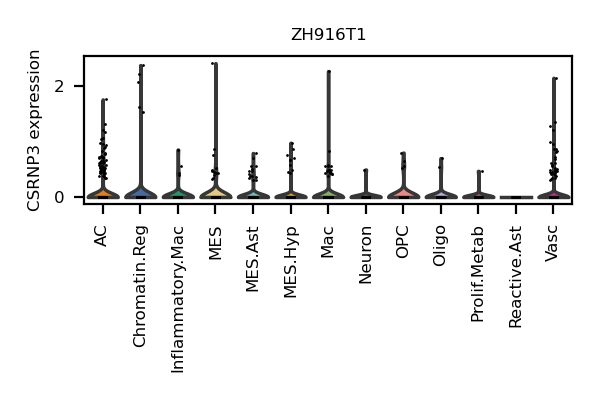 ZH916T1
CSRNP3 expression
2
0
AC
Chromatin.Reg
Inflammatory.Mac
MES
MES.Ast
MES.Hyp
Mac
Neuron
OPC
Oligo
Prolif.Metab
Reactive.Ast
Vasc